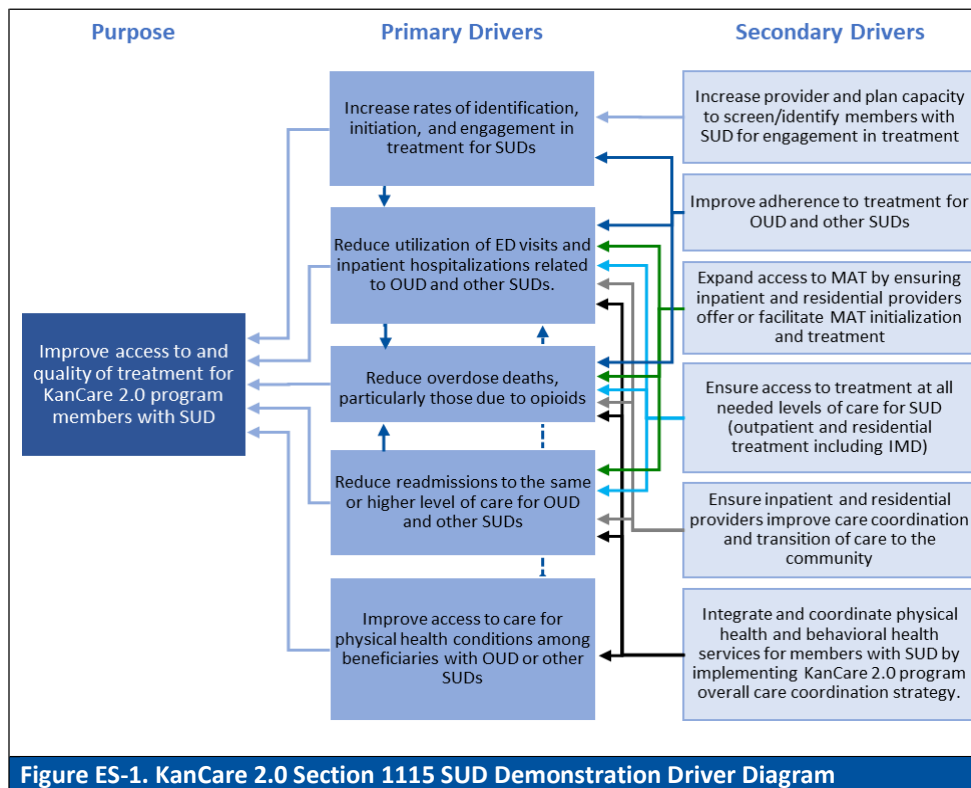 Purpose
Primary Drivers
Secondary Drivers
Improve access to and
quality of treatment for
KanCare 2.0 program
members with SUD
Increase rates of identification,
initiation, and engagement in
treatment for SUDs
Reduce utilization of ED visits and
inpatient hospitalizations related
to OUD and other SUDs.
Reduce overdose deaths,
particularly those due to opioids
Reduce readmissions to the same
or higher level of care for OUD
and other SUDs
Improve access to care for
physical health conditions among
beneficiaries with OUD or other
SUDs
Increase provider and plan capacity
to screen/identify members with
SUD for engagement in treatment
Improve adherence to treatment for
OUD and other SUDs
Expand access to MAT by ensuring
inpatient and residential providers
offer or facilitate MAT initialization
and treatment
Ensure access to treatment at all
needed levels of care for SUD
(outpatient and residential
treatment including IMD)
Ensure inpatient and residential
providers improve care coordination
and transition of care to the
community
Integrate and coordinate physical
health and behavioral health
services for members with SUD by
implementing KanCare 2.0 program
overall care coordination strategy.
Figure ES-1. KanCare 2.0 Section 1115 SUD Demonstration Driver Diagram